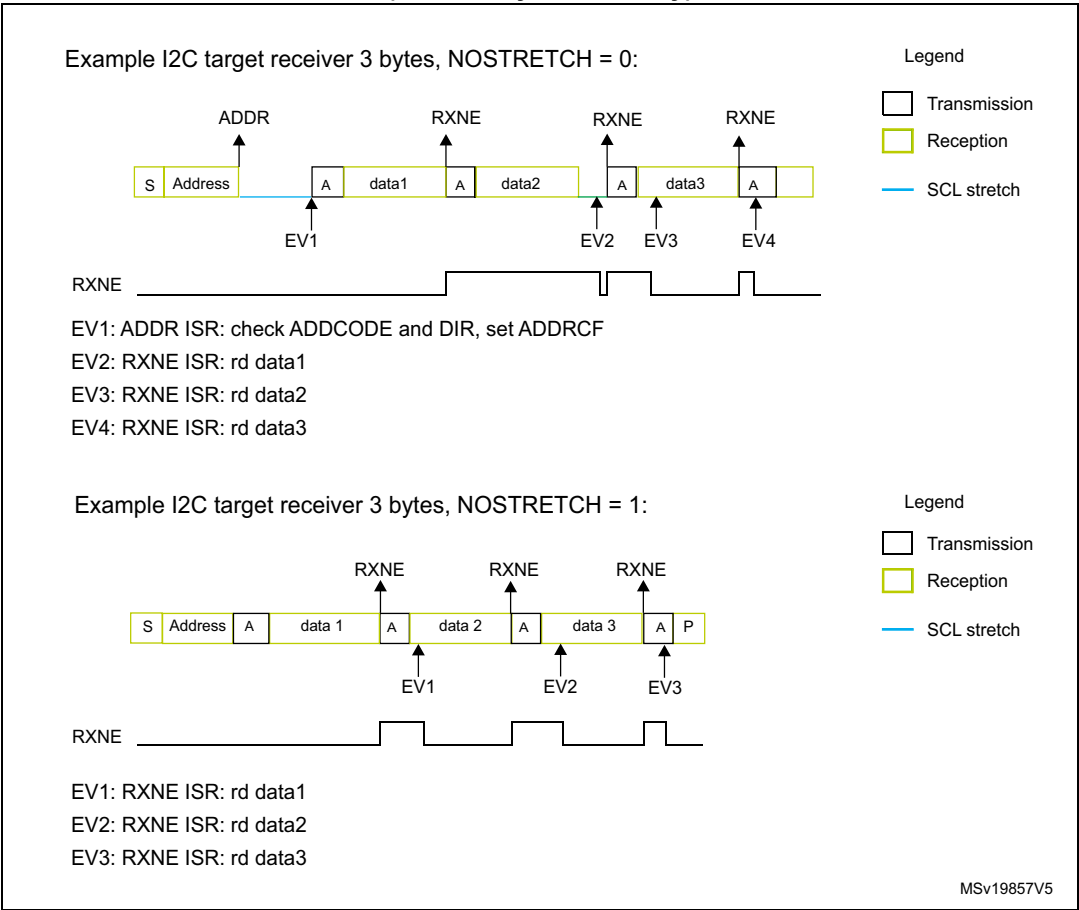 Example I2C target receiver 3 bytes, NOSTRETCH = 0:
Legend
Transmission
Reception
SCL stretch
ADDR RXNE RXNE RXNE
S Address A data1 A data2 A data3 A
EV1 EV2 EV3 EV4
RXNE
EV1: ADDR ISR: check ADDCODE and DIR, set ADDRCF
EV2: RXNE ISR: rd data1
EV3: RXNE ISR: rd data2
EV4: RXNE ISR: rd data3
Example I2C target receiver 3 bytes, NOSTRETCH = 1:
Legend
Transmission
Reception
SCL stretch
RXNE RXNE RXNE
S Address A data 1 A data 2 A data 3 A P
EV1 EV2 EV3
RXNE
EV1: RXNE ISR: rd data1
EV2: RXNE ISR: rd data2
EV3: RXNE ISR: rd data3
MSv19857V5